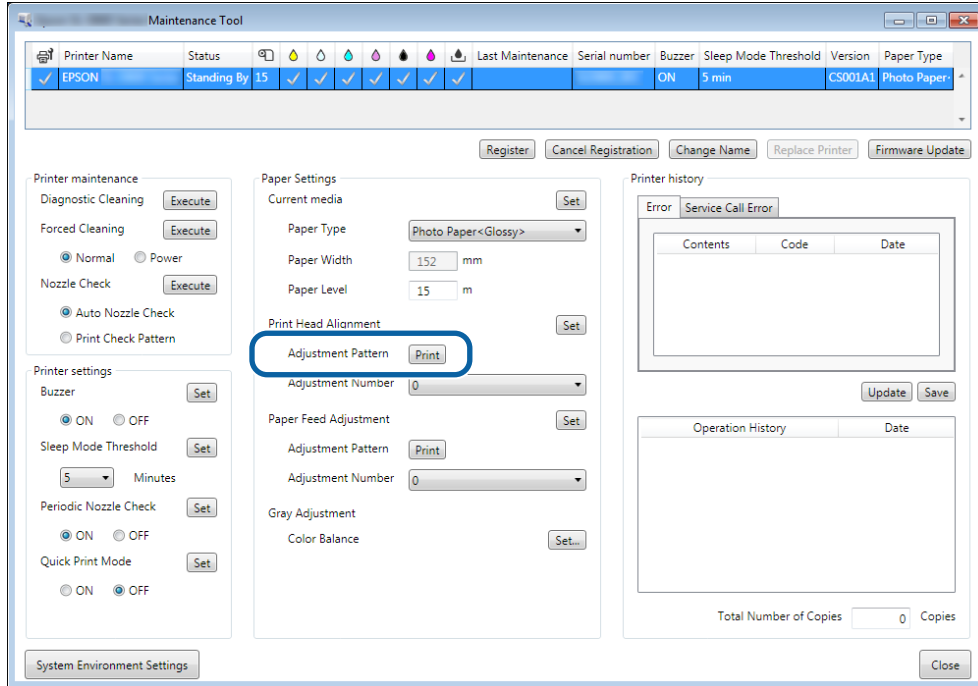 Maintenance Tool
Printer Name Status Last Maintenance Serial number Buzzer Sleep Mode Threshold Version Paper Type
EPSON Standing By 15 ON 5 min CS001A1 Photo Paper
Register Cancel Registration Change Name Replace Printer Firmware Update
Printer maintenance
Diagnostic Cleaning Execute
Forced Cleaning Execute
Normal Power
Nozzle Check Execute
Auto Nozzle Check
Print Check Pattern
Printer settings
Buzzer Set
ON OFF
Sleep Mode Threshold Set
5 Minutes
Periodic Nozzle Check Set
ON OFF
Quick Print Mode Set
ON OFF
Paper Settings
Current media Set
Paper Type Photo Paper<Glossy>
Paper Width 152 mm
Paper Level 15 m
Print Head Alignment Set
Adjustment Pattern Print
Adjustment Number 0
Paper Feed Adjustment Set
Adjustment Pattern Print
Adjustment Number 0
Gray Adjustment
Color Balance Set...
Printer history
Error Service Call Error
Contents Code Date
Update Save
Operation History Date
Total Number of Copies 0 Copies
System Environment Settings Close